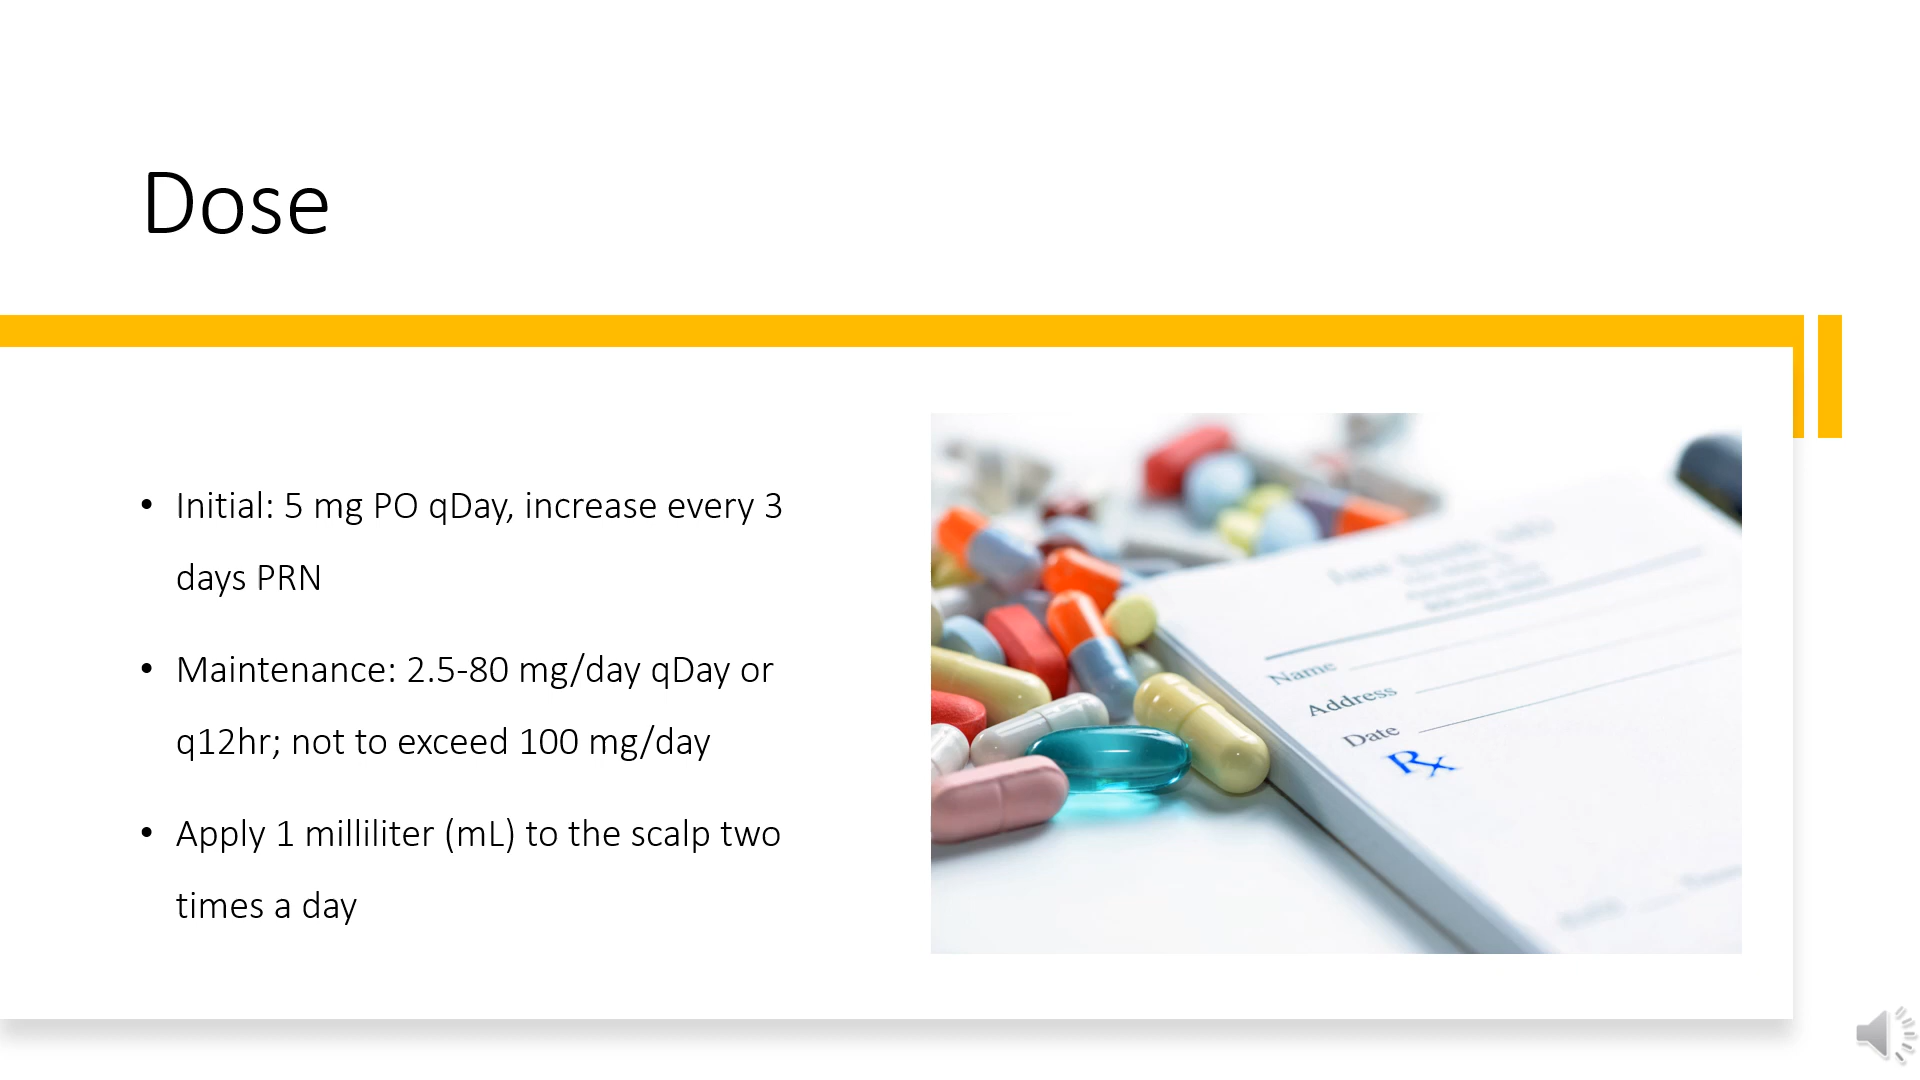 Dose
• Initial: 5 mg PO qDay, increase every 3
days PRN
• Maintenance: 2.5-80 mg/day qDay or
q12hr; not to exceed 100 mg/day
• Apply 1 milliliter (mL) to the scalp two
times a day
Name
Address
Date
Rx